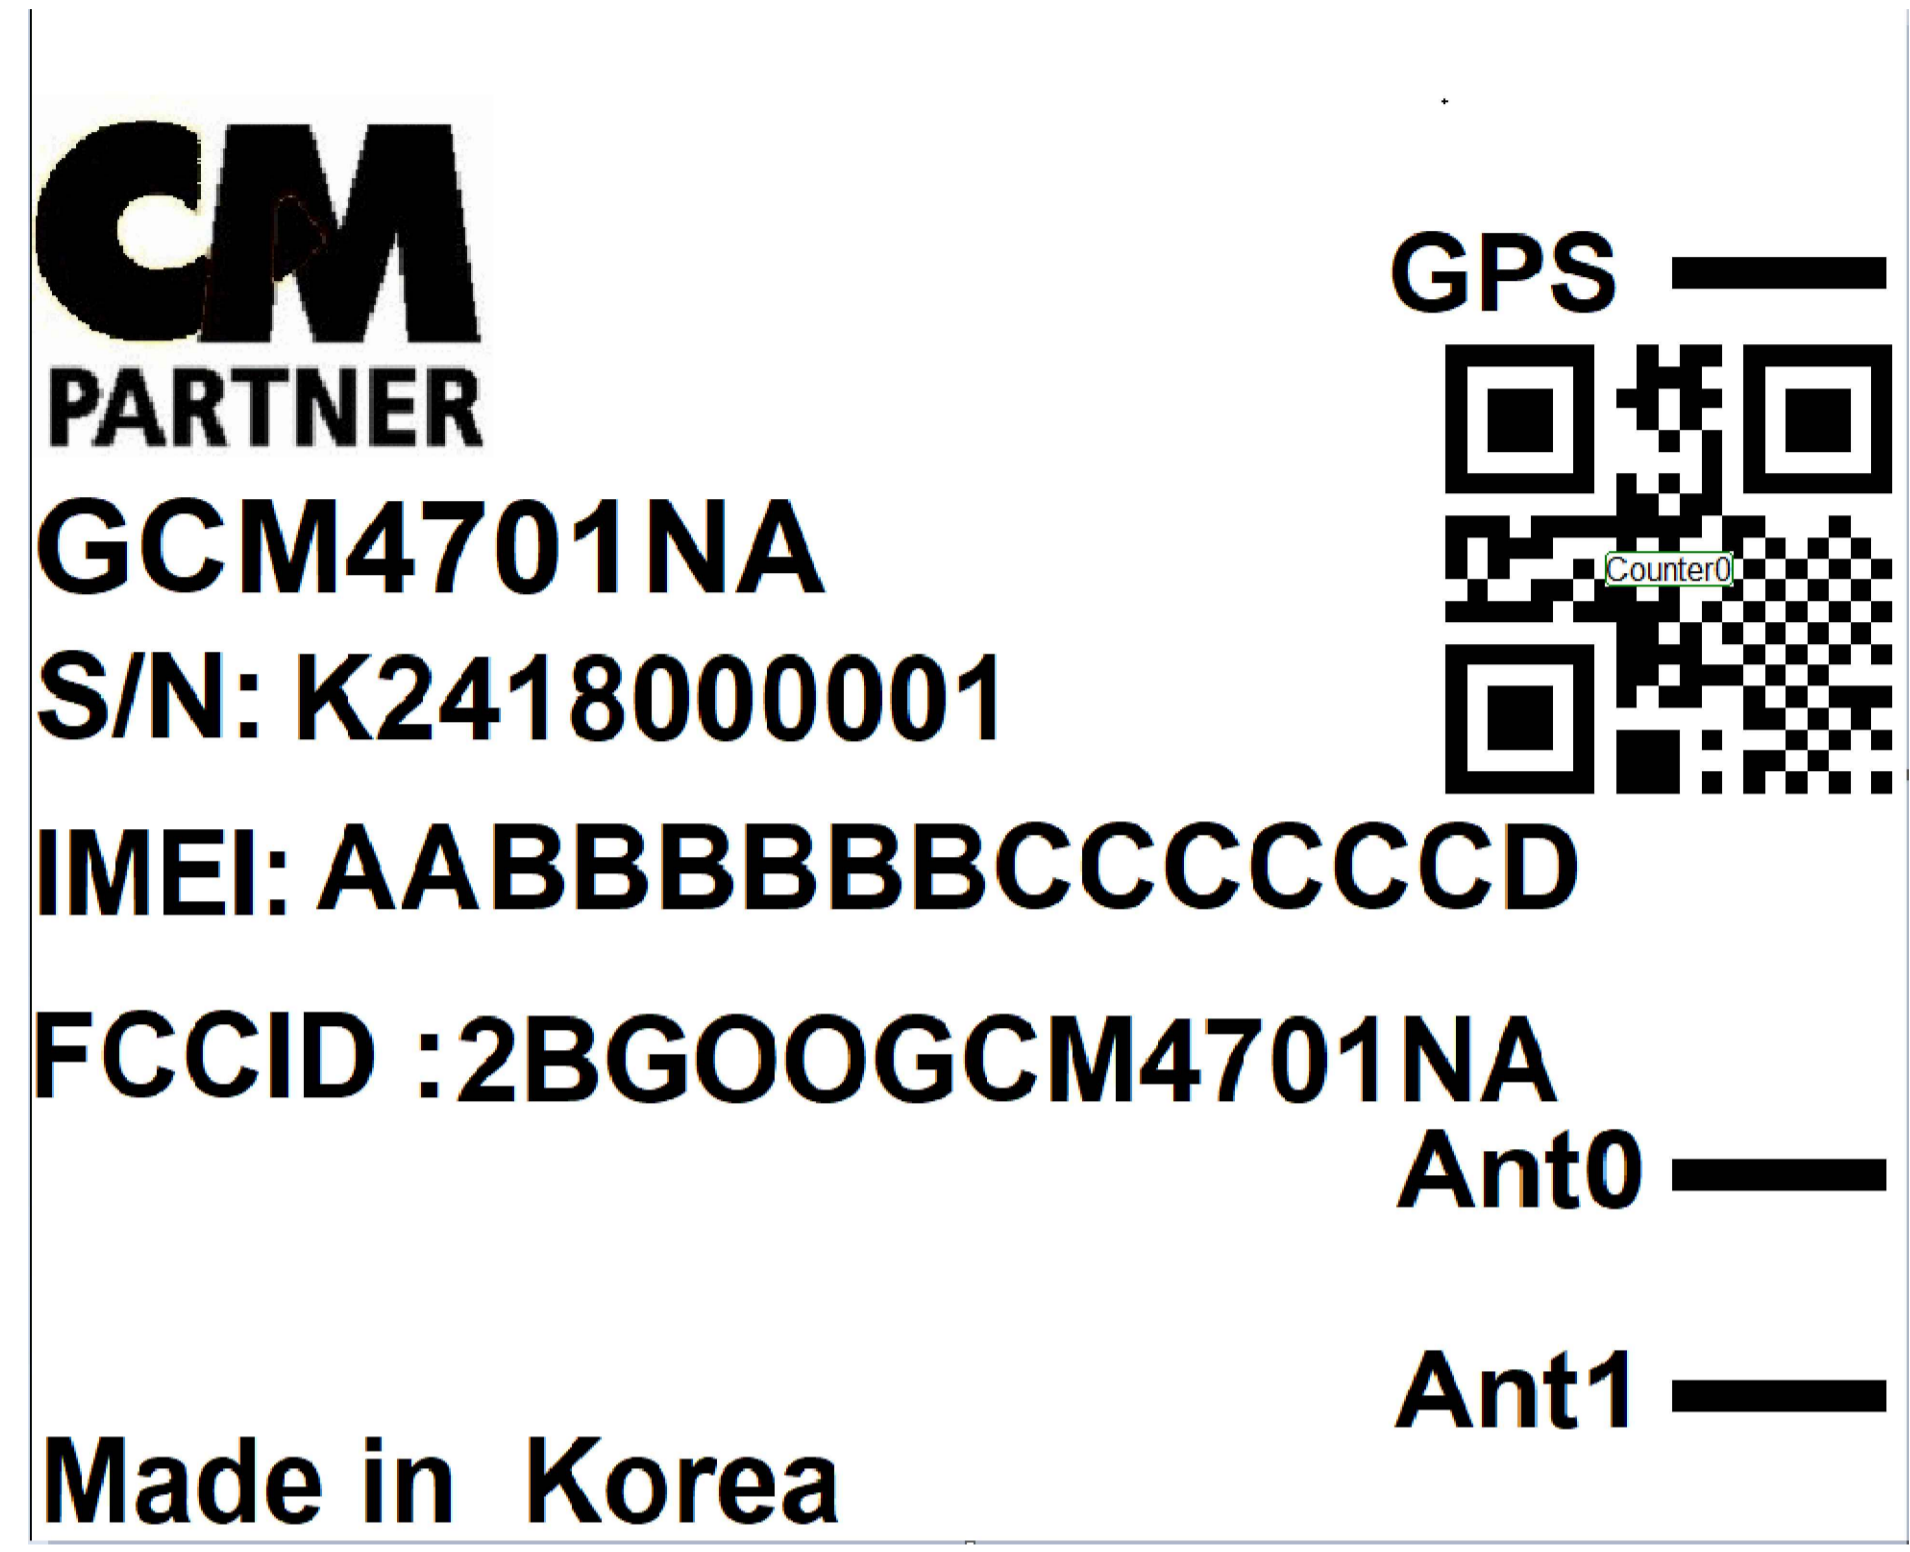 CM
PARTNER
GPS
Counter0
GCM4701NA
S/N: K2418000001
IMEI: AABBBBBBCCCCCCD
FCCID :2BGOOGCM4701NA
Ant0
Ant1
Made in Korea